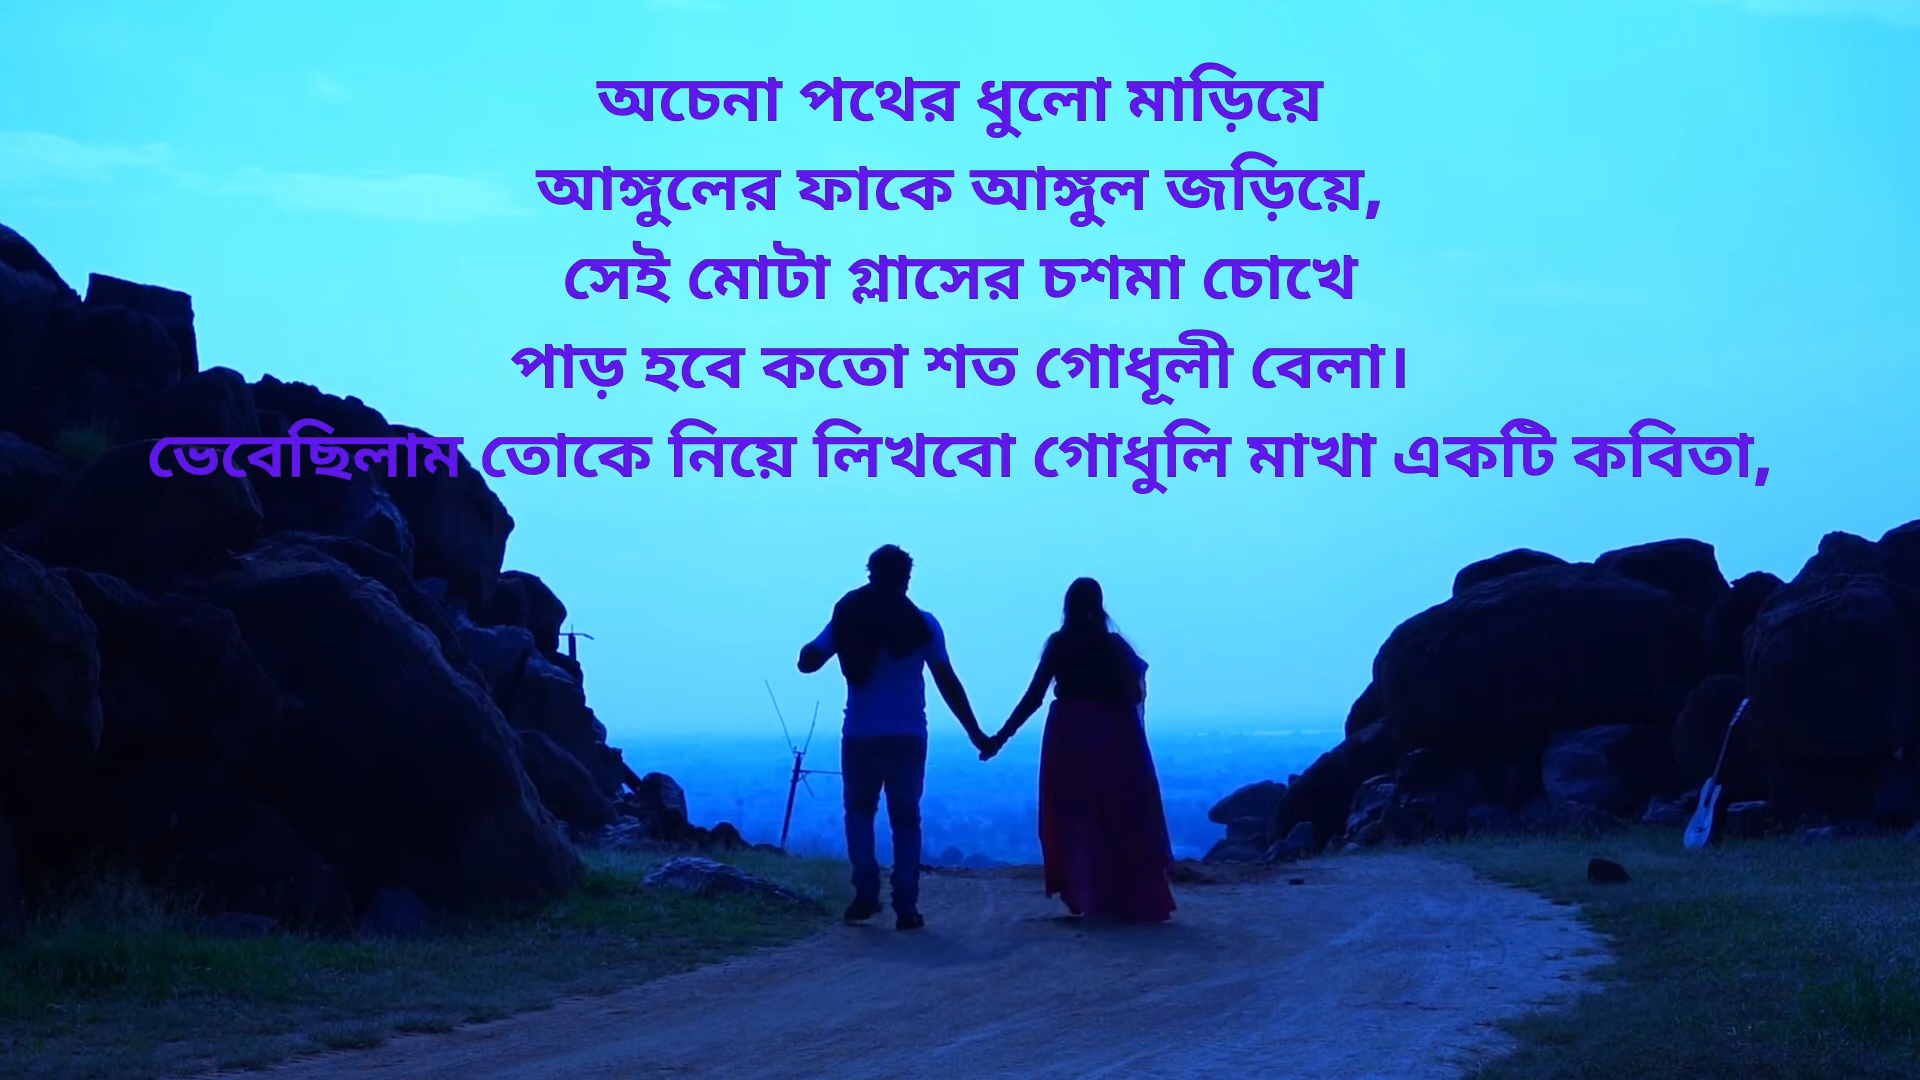 অচেনা পথের ধুলো মাড়িয়ে
আঙ্গুলের ফাকে আঙ্গুল জড়িয়ে,
সেই মোটা গ্লাসের চশমা চোখে
পাড় হবে কতো শত গোধূলী বেলা।
ভেবেছিলাম তোকে নিয়ে লিখবো গোধুলি মাখা একটি কবিতা,